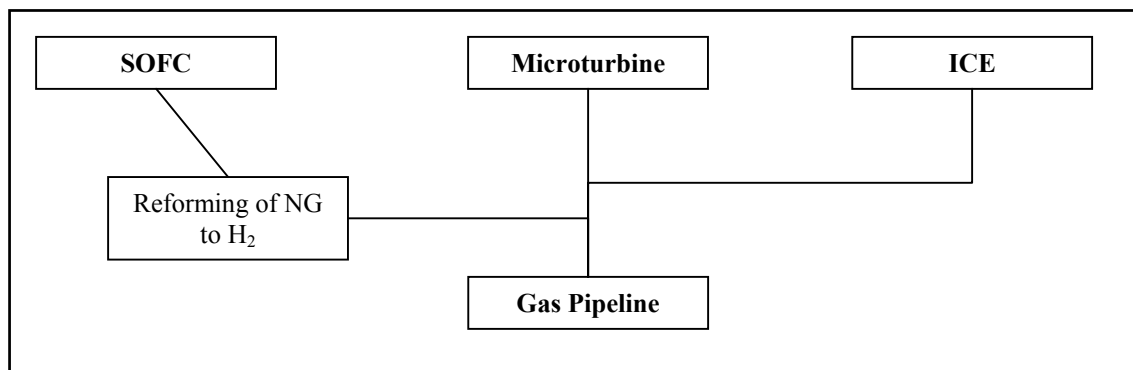 SOFC
Microturbine
ICE
Reforming of NG
to H₂
Gas Pipeline